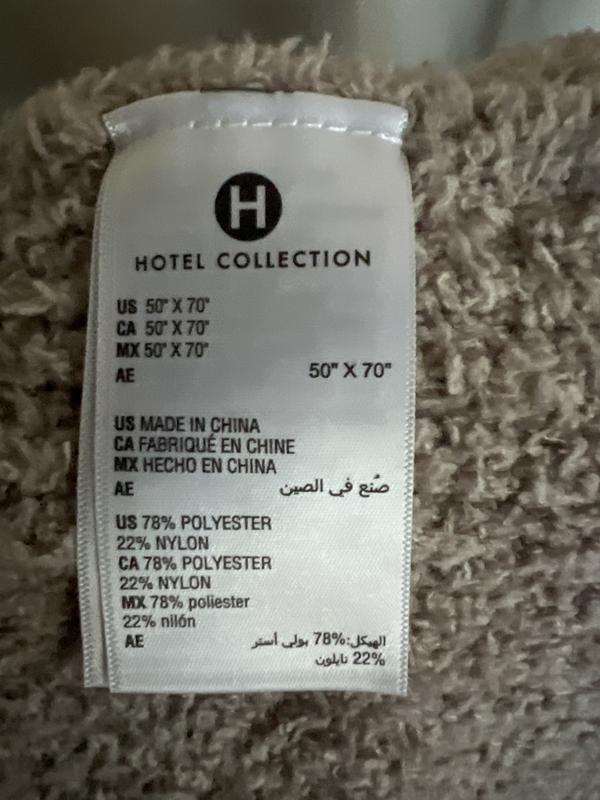 H
HOTEL COLLECTION
US 50" X 70"
CA 50" X 70"
MX 50" X 70"
AE 50" X 70"
US MADE IN CHINA
CA FABRIQUÉ EN CHINE
MX HECHO EN CHINA
AE صُنع في الصين
US 78% POLYESTER
22% NYLON
CA 78% POLYESTER
22% NYLON
MX 78% poliester
22% nilón
AE الهيكل:78% بولي أستر
22% نايلون